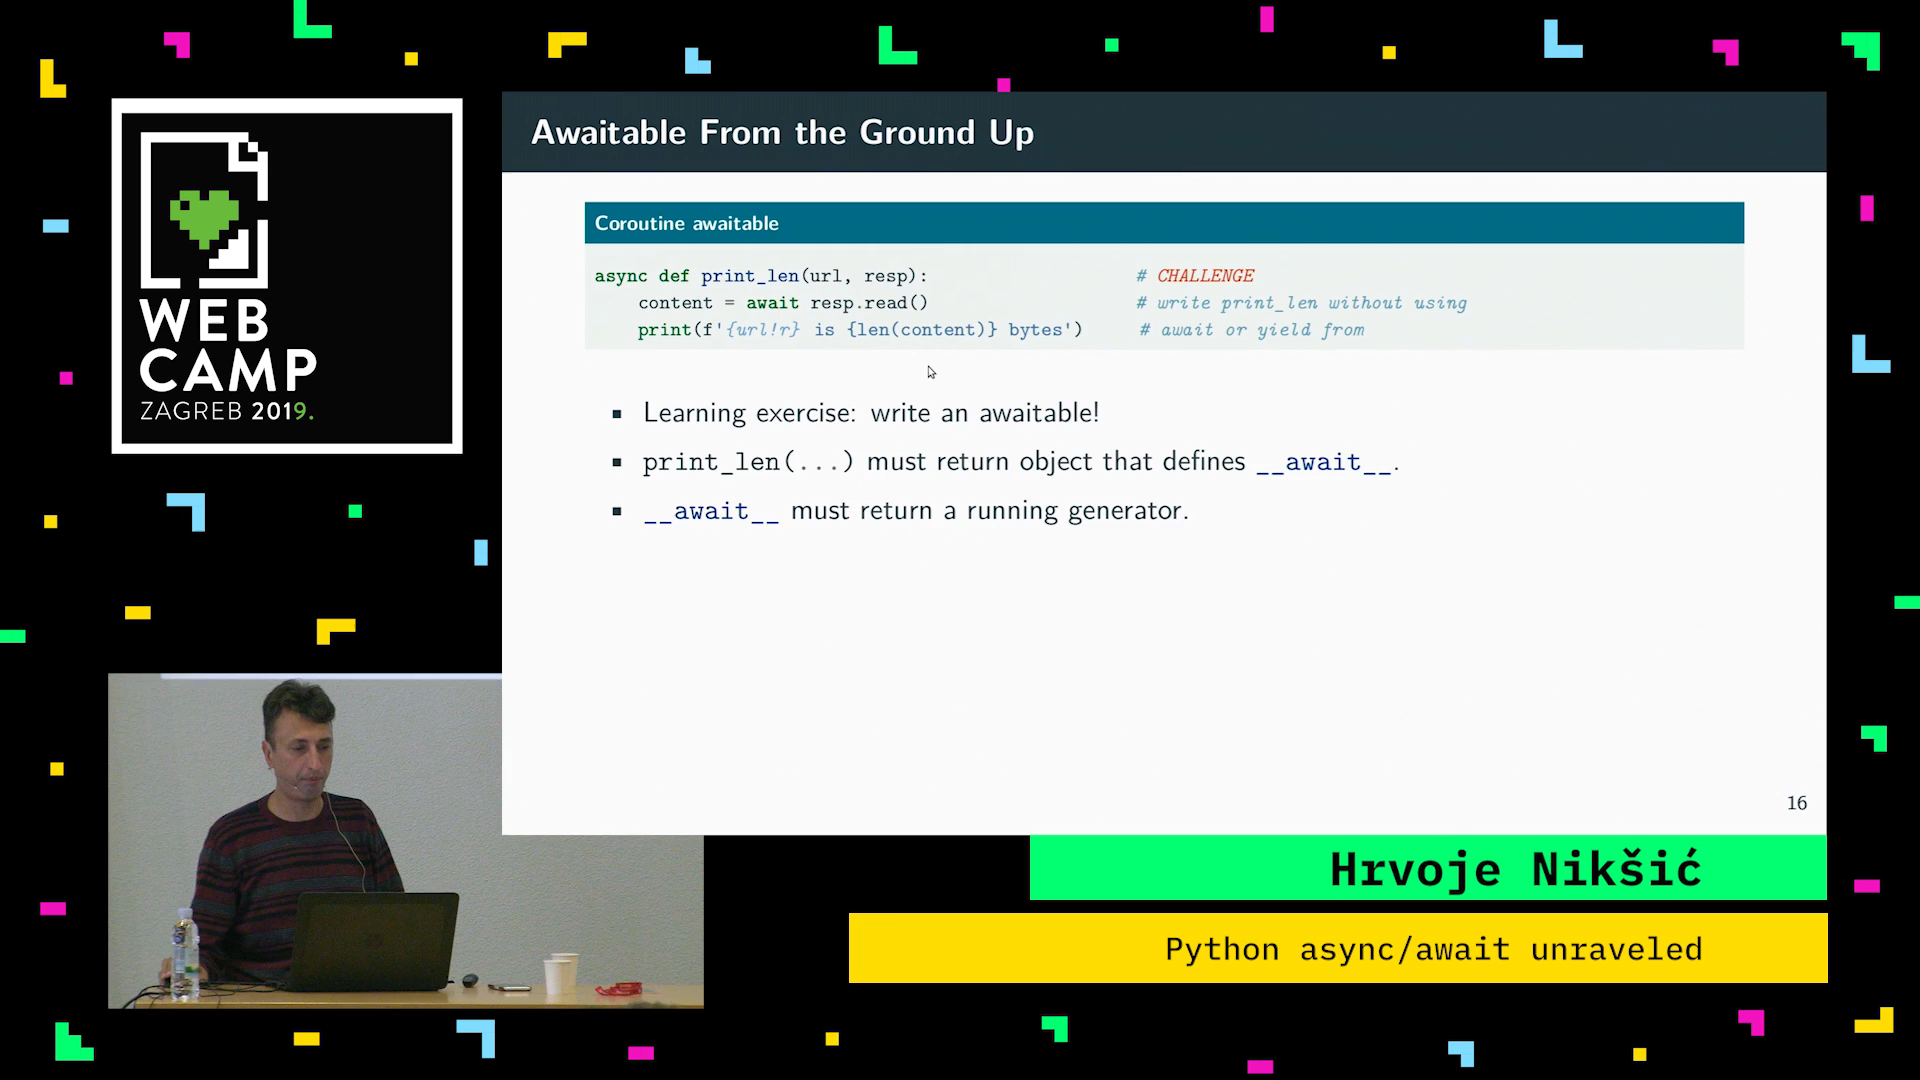 WEB
CAMP
ZAGREB 2019.
Awaitable From the Ground Up
Coroutine awaitable
async def print_len(url, resp): # CHALLENGE
content = await resp.read() # write print_len without using
print(f'{url!r} is {len(content)} bytes') # await or yield from
▪ Learning exercise: write an awaitable!
▪ print_len(...) must return object that defines __await__.
▪ __await__ must return a running generator.
16
Hrvoje Nikšić
Python async/await unraveled